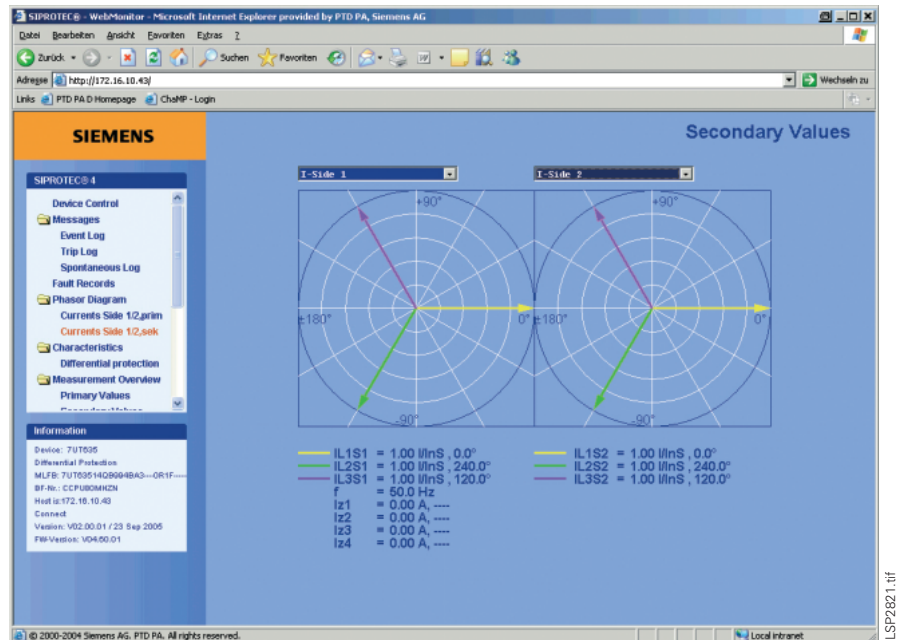 SIPROTEC® - WebMonitor - Microsoft Internet Explorer provided by PTD PA, Siemens AG
Datei Bearbeiten Ansicht Favoriten Extras ?
Zurück Suchen Favoriten
Adresse http://172.16.10.43/ Wechseln zu
Links PTD PA D Homepage ChaMP - Login
SIEMENS
Secondary Values
SIPROTEC® 4
Device Control
Messages
Event Log
Trip Log
Spontaneous Log
Fault Records
Phasor Diagram
Currents Side 1/2,prim
Currents Side 1/2,sek
Characteristics
Differential protection
Measurement Overview
Primary Values
Information
Device: 7UT635
Differential Protection
BF-Nr.: CCPU80MHZN
Host is:172.16.10.43
Connect
Version: V02.00.01 / 23 Sep 2005
FW-Version: V04.60.01
I-Side 1
I-Side 2
+90°
+90°
±180°
0°
±180°
0°
-90°
-90°
IL1S1 = 1.00 I/InS , 0.0°
IL2S1 = 1.00 I/InS , 240.0°
IL3S1 = 1.00 I/InS , 120.0°
f = 50.0 Hz
Iz1 = 0.00 A, ----
Iz2 = 0.00 A, ----
Iz3 = 0.00 A, ----
Iz4 = 0.00 A, ----
IL1S2 = 1.00 I/InS , 0.0°
IL2S2 = 1.00 I/InS , 240.0°
IL3S2 = 1.00 I/InS , 120.0°
© 2000-2004 Siemens AG. PTD PA. All rights reserved.
Local intranet
LSP2821.tif